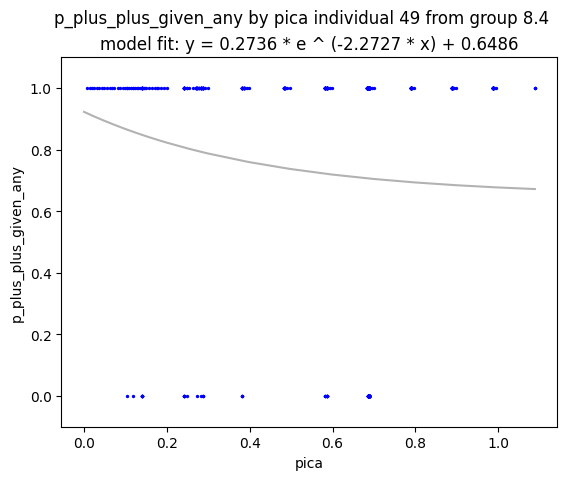 p_plus_plus_given_any by pica individual 49 from group 8.4
model fit: y = 0.2736 * e ^ (-2.2727 * x) + 0.6486
1.0
0.8
0.6
0.4
0.2
0.0
p_plus_plus_given_any
0.0 0.2 0.4 0.6 0.8 1.0
pica